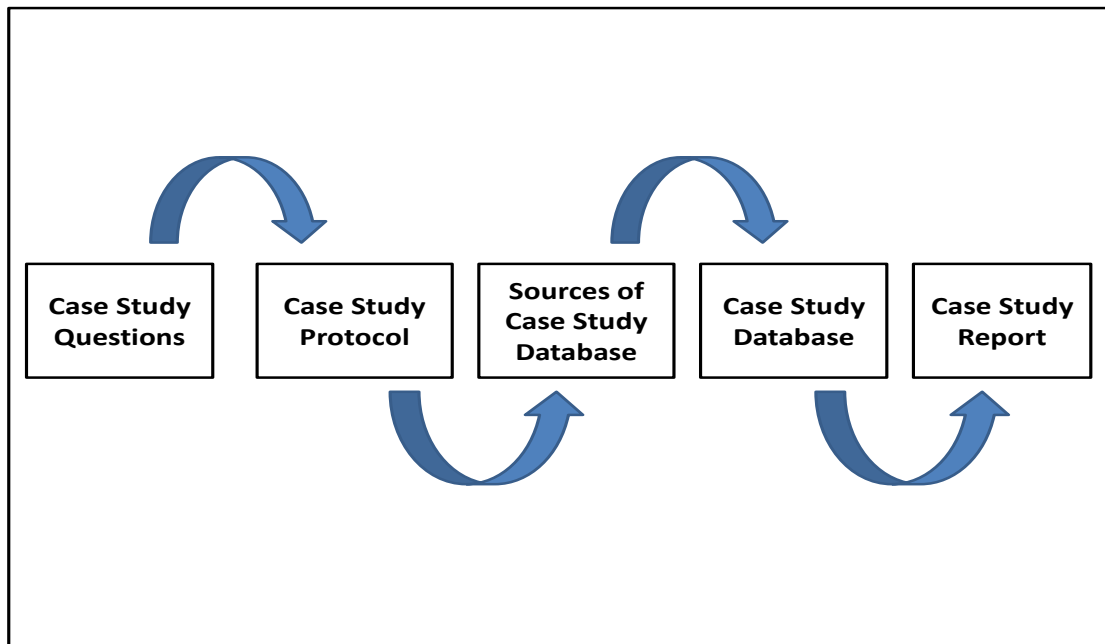 Case Study
Questions
Case Study
Protocol
Sources of
Case Study
Database
Case Study
Database
Case Study
Report